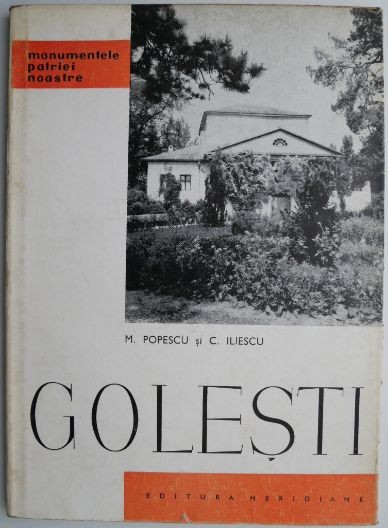 monumentele
patriei
noastre
M. POPESCU și C. ILIESCU
GOLEȘTI
EDITURA MERIDIANE